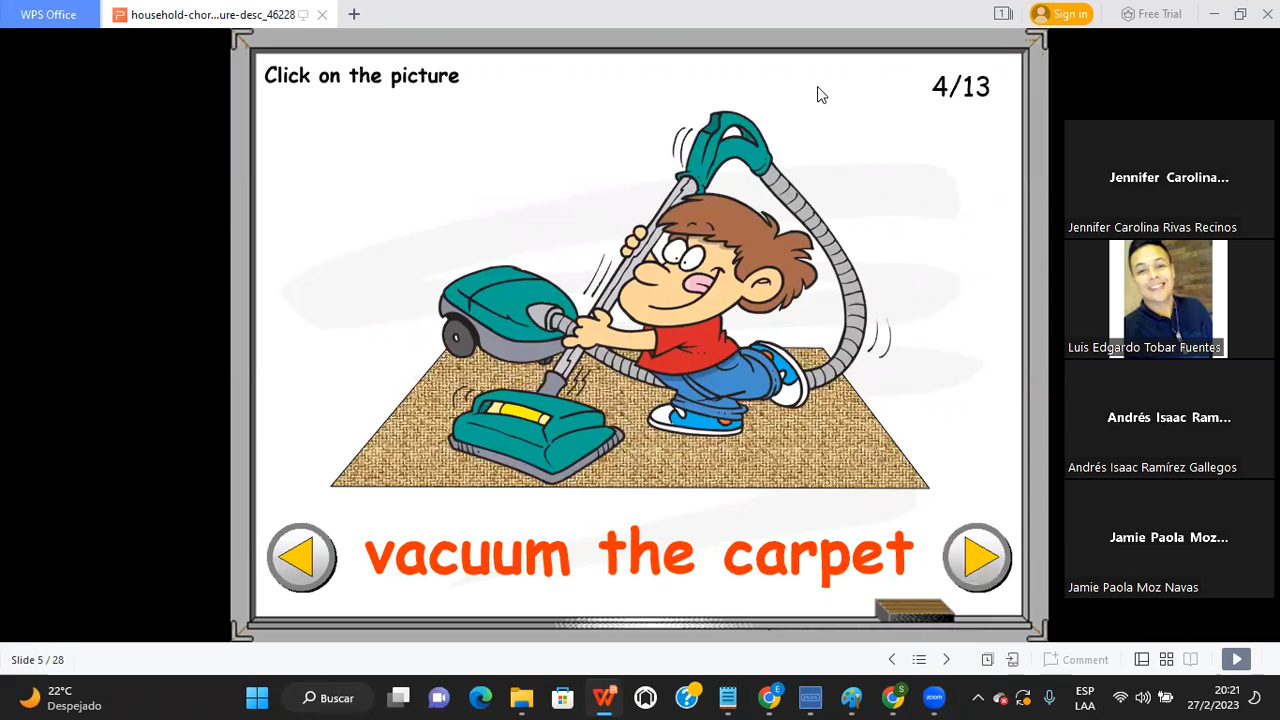 WPS Office
household-chor...ure-desc_46228
Sign in
Free Trial
Click on the picture
4/13
vacuum the carpet
Jennifer Carolina...
Jennifer Carolina Rivas Recinos
Luis Edgardo Tobar Fuentes
Andrés Isaac Ram...
Andrés Isaac Ramírez Gallegos
Jamie Paola Moz...
Jamie Paola Moz Navas
Slide 5 / 28
Comment
22°C
Despejado
Buscar
ESP
LAA
20:21
27/2/2023